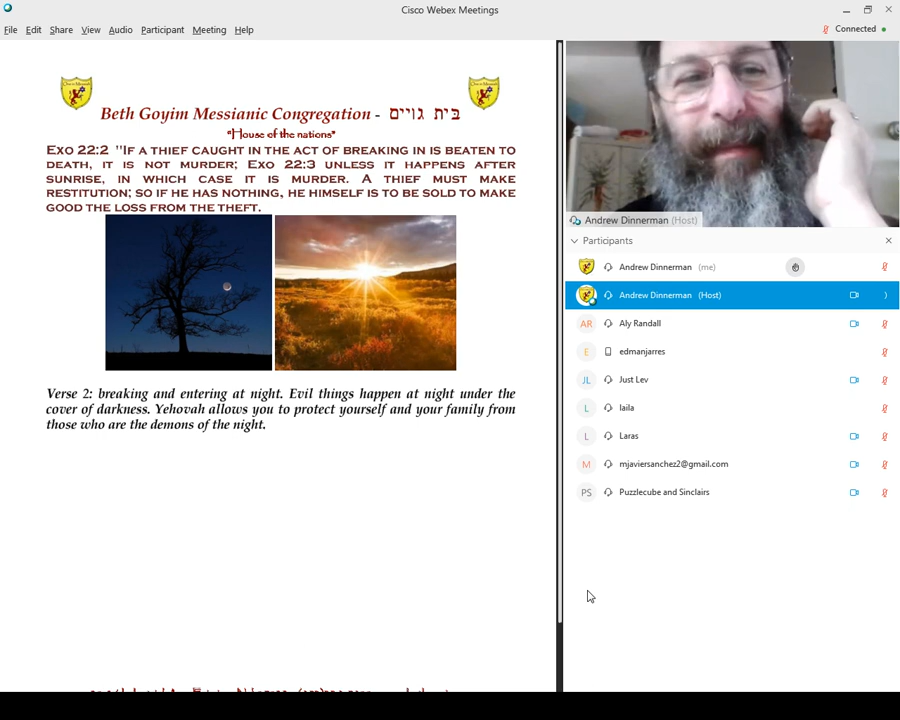 Cisco Webex Meetings
File Edit Share View Audio Participant Meeting Help
Connected
Beth Goyim Messianic Congregation - בית גויים
"House of the nations"
EXO 22:2 "IF A THIEF CAUGHT IN THE ACT OF BREAKING IN IS BEATEN TO
DEATH, IT IS NOT MURDER; EXO 22:3 UNLESS IT HAPPENS AFTER
SUNRISE, IN WHICH CASE IT IS MURDER. A THIEF MUST MAKE
RESTITUTION; SO IF HE HAS NOTHING, HE HIMSELF IS TO BE SOLD TO MAKE
GOOD THE LOSS FROM THE THEFT.
Verse 2: breaking and entering at night. Evil things happen at night under the
cover of darkness. Yehovah allows you to protect yourself and your family from
those who are the demons of the night.
Andrew Dinnerman (Host)
Participants
Andrew Dinnerman (me)
Andrew Dinnerman (Host)
AR Aly Randall
E edmanjarres
JL Just Lev
L laila
L Laras
M mjaviersanchez2@gmail.com
PS Puzzlecube and Sinclairs